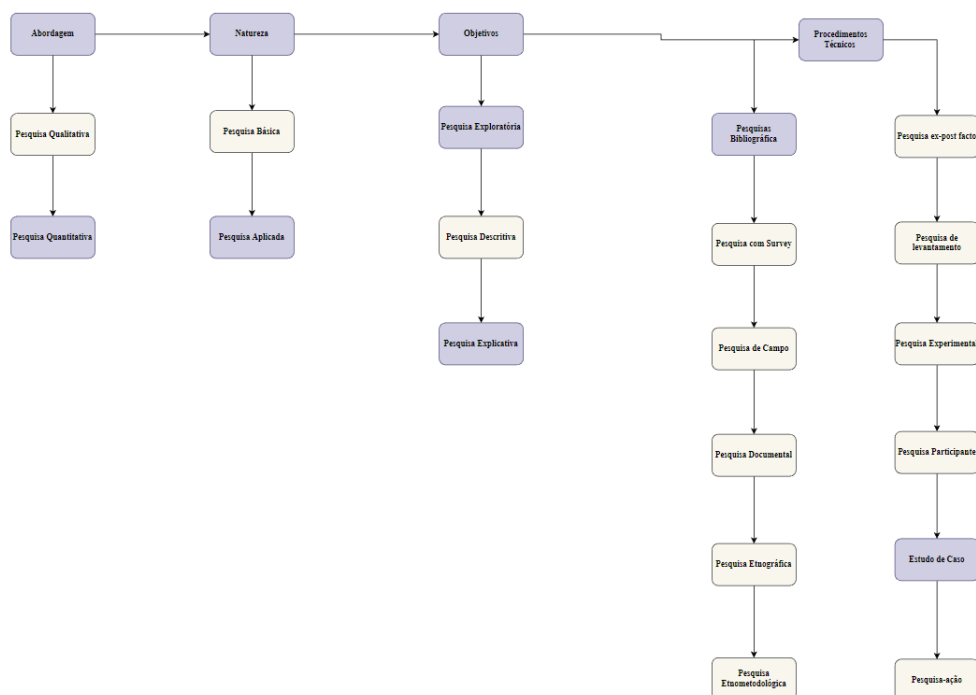 Abordagem
Natureza
Objetivos
Procedimentos
Técnicos
Pesquisa Qualitativa
Pesquisa Quantitativa
Pesquisa Básica
Pesquisa Aplicada
Pesquisa Exploratória
Pesquisa Descritiva
Pesquisa Explicativa
Pesquisas
Bibliográfica
Pesquisa com Survey
Pesquisa de Campo
Pesquisa Documental
Pesquisa Etnográfica
Pesquisa
Etnometodológica
Pesquisa ex-post facto
Pesquisa de
levantamento
Pesquisa Experimental
Pesquisa Participante
Estudo de Caso
Pesquisa-ação